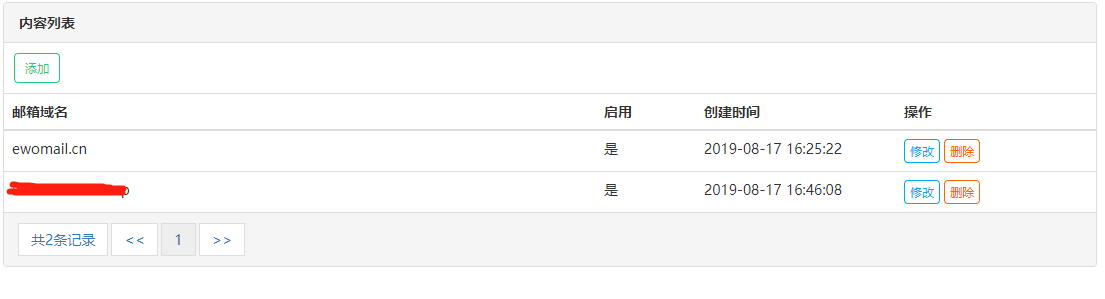 内容列表
添加
邮箱域名 启用 创建时间 操作
ewomail.cn 是 2019-08-17 16:25:22 修改 删除
p 是 2019-08-17 16:46:08 修改 删除
共2条记录 << 1 >>